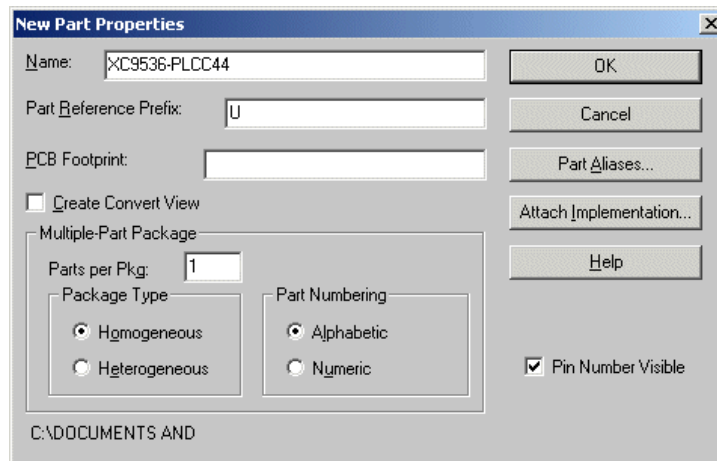 New Part Properties
Name: XC9536-PLCC44
OK
Part Reference Prefix: U
Cancel
PCB Footprint:
Part Aliases...
Create Convert View
Attach Implementation...
Multiple-Part Package
Parts per Pkg: 1
Help
Package Type
Part Numbering
Homogeneous
Alphabetic
Heterogeneous
Numeric
Pin Number Visible
C:\DOCUMENTS AND